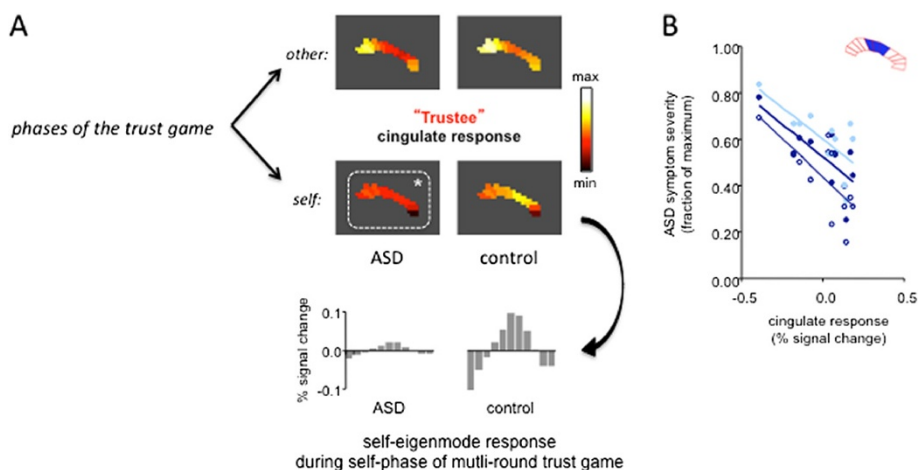 A
other:
phases of the trust game
"Trustee"
cingulate response
max
min
self:
*
ASD
control
% signal change
0.1
0.0
-0.1
ASD
control
self-eigenmode response
during self-phase of mutli-round trust game
B
ASD symptom severity
(fraction of maximum)
1.00
0.80
0.60
0.40
0.20
0.00
-0.5
0.0
0.5
cingulate response
(% signal change)